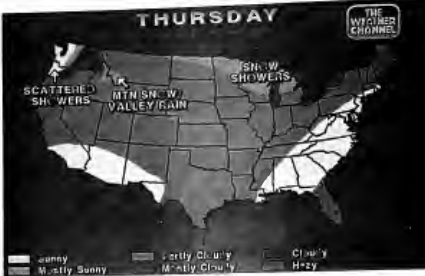 THURSDAY
THE
WEATHER
CHANNEL
SNOW
SHOWERS
SCATTERED
SHOWERS
MTN SNOW
VALLEY RAIN
Sunny
Partly Cloudy
Cloudy
Mostly Sunny
Mostly Cloudy
Hazy